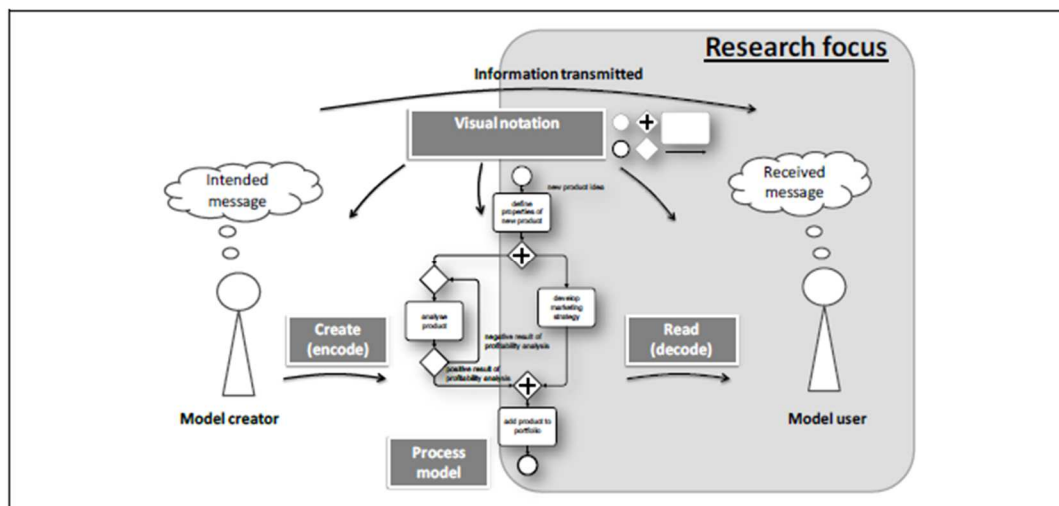 Research focus
Information transmitted
Visual notation
Intended
message
Received
message
new product idea
define
properties of
new product
analyse
product
develop
marketing
strategy
Create
(encode)
Read
(decode)
negative result of
profitability analysis
positive result of
profitability analysis
Model creator
Model user
add product to
portfolio
Process
model